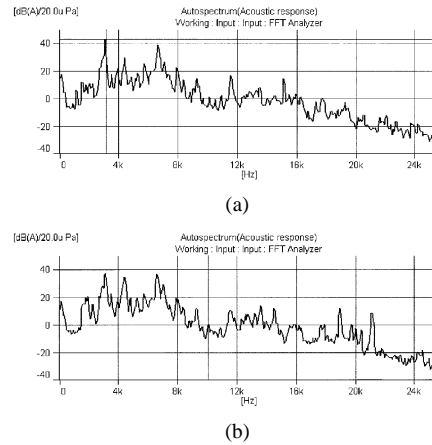 [dB(A)/20.0u Pa] Autospectrum(Acoustic response)
Working : Input : Input : FFT Analyzer
40
20
0
-20
-40
0 4k 8k 12k 16k 20k 24k
[Hz]
(a)
[dB(A)/20.0u Pa] Autospectrum(Acoustic response)
Working : Input : Input : FFT Analyzer
40
20
0
-20
-40
0 4k 8k 12k 16k 20k 24k
[Hz]
(b)